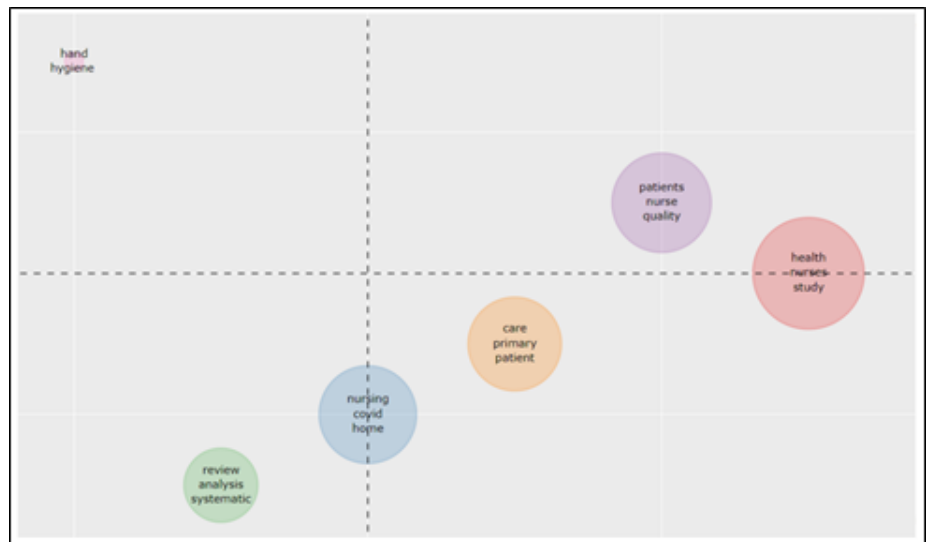 hand
hygiene
patients
nurse
quality
health
nurses
study
care
primary
patient
nursing
covid
home
review
analysis
systematic